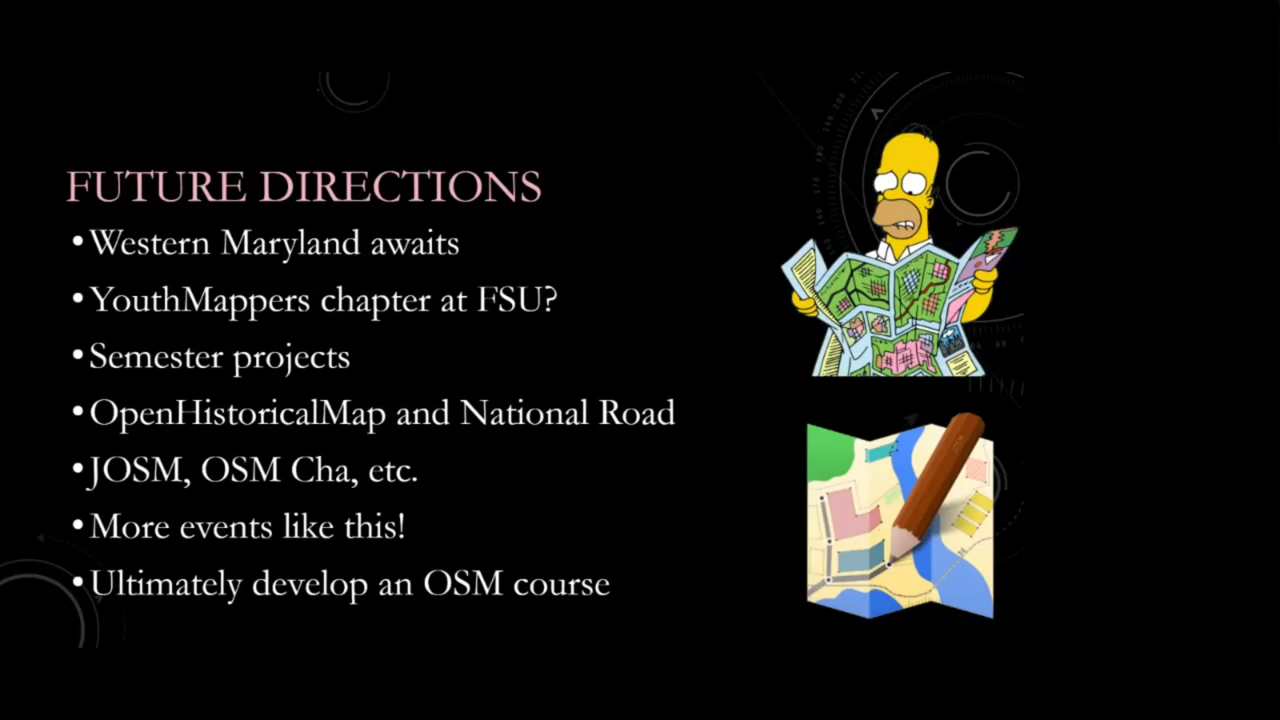 FUTURE DIRECTIONS
• Western Maryland awaits
• YouthMappers chapter at FSU?
• Semester projects
• OpenHistoricalMap and National Road
• JOSM, OSM Cha, etc.
• More events like this!
• Ultimately develop an OSM course